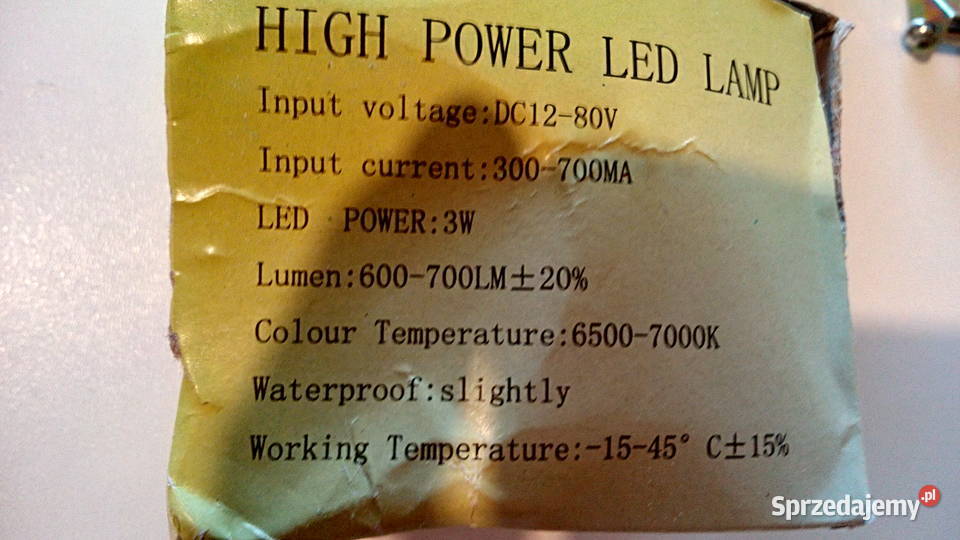 HIGH POWER LED LAMP
Input voltage:DC12-80V
Input current:300-700MA
LED POWER:3W
Lumen:600-700LM±20%
Colour Temperature:6500-7000K
Waterproof:slightly
Working Temperature:-15-45° C±15%
Sprzedajemy.pl